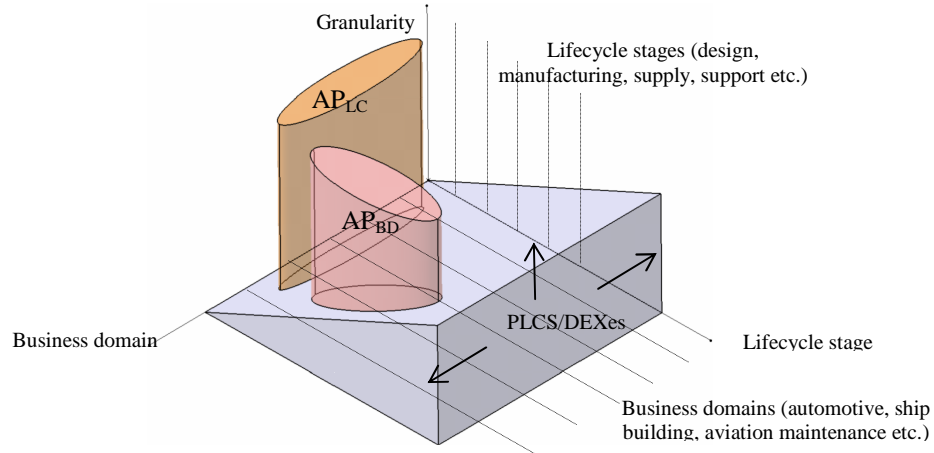 Granularity
Lifecycle stages (design,
manufacturing, supply, support etc.)
AP_LC
AP_BD
PLCS/DEXes
Business domain
Lifecycle stage
Business domains (automotive, ship
building, aviation maintenance etc.)